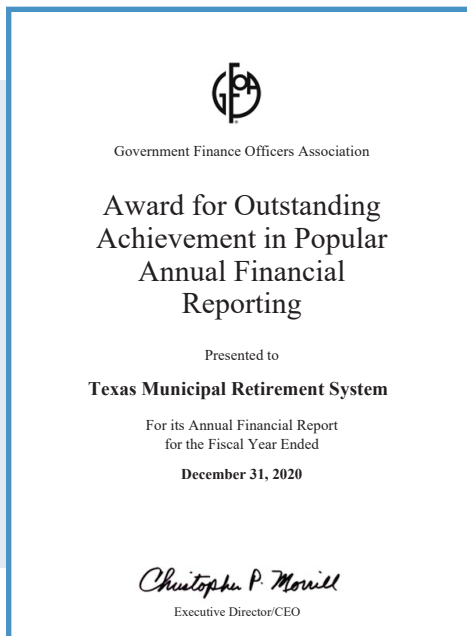 GFOA
Government Finance Officers Association
Award for Outstanding
Achievement in Popular
Annual Financial
Reporting
Presented to
Texas Municipal Retirement System
For its Annual Financial Report
for the Fiscal Year Ended
December 31, 2020
Christopher P. Morrill
Executive Director/CEO